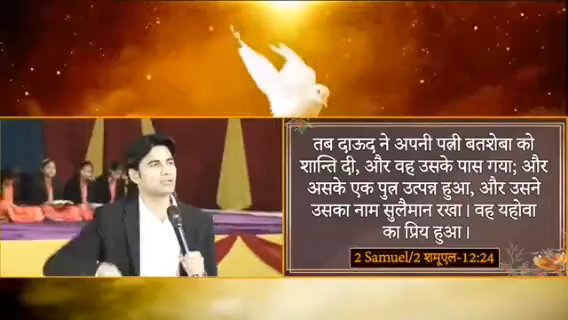 तब दाऊद ने अपनी पत्नी बतशेबा को
शान्ति दी, और वह उसके पास गया; और
असके एक पुत्र उत्पन्न हुआ, और उसने
उसका नाम सुलैमान रखा। वह यहोवा
का प्रिय हुआ।
2 Samuel/2 शमूएल-12:24